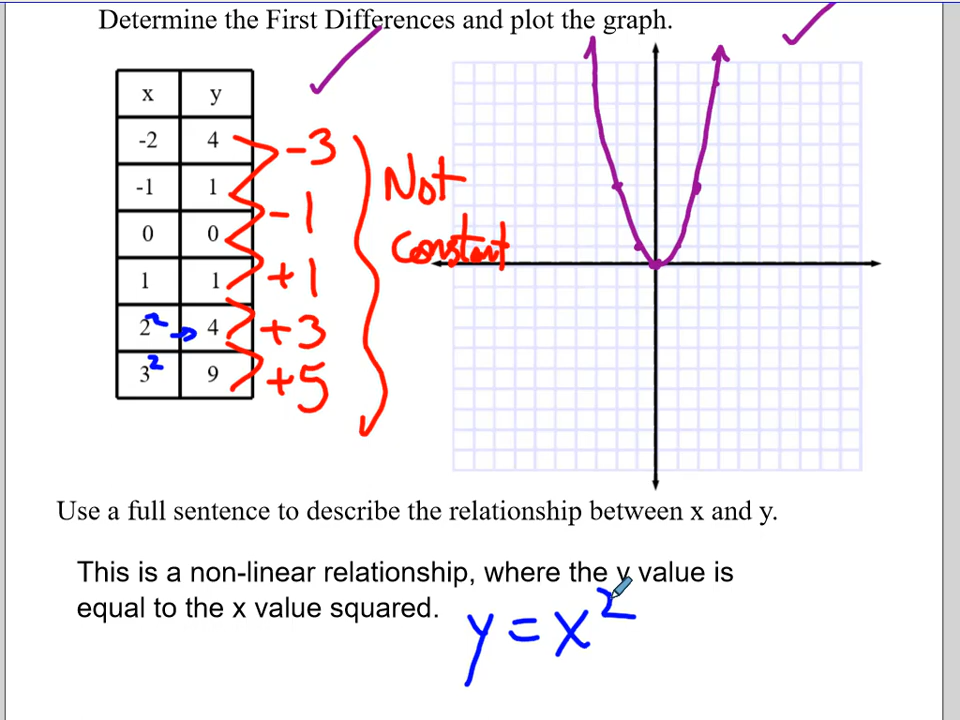 Determine the First Differences and plot the graph.
x y
-2 4
-1 1
0 0
1 1
2² → 4
3² 9
-3
-1
+1
+3
+5
Not
constant
Use a full sentence to describe the relationship between x and y.
This is a non-linear relationship, where the y value is
equal to the x value squared.
y = x²